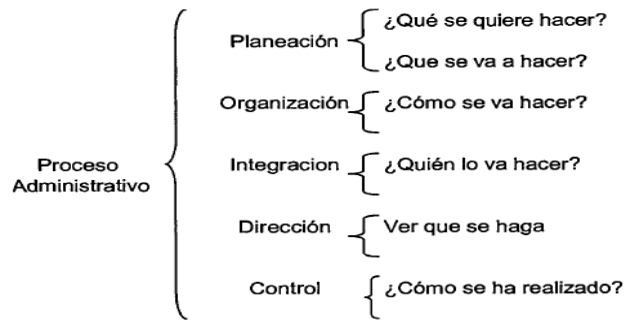 Proceso
Administrativo
Planeación
¿Qué se quiere hacer?
¿Que se va a hacer?
Organización
¿Cómo se va hacer?
Integracion
¿Quién lo va hacer?
Dirección
Ver que se haga
Control
¿Cómo se ha realizado?